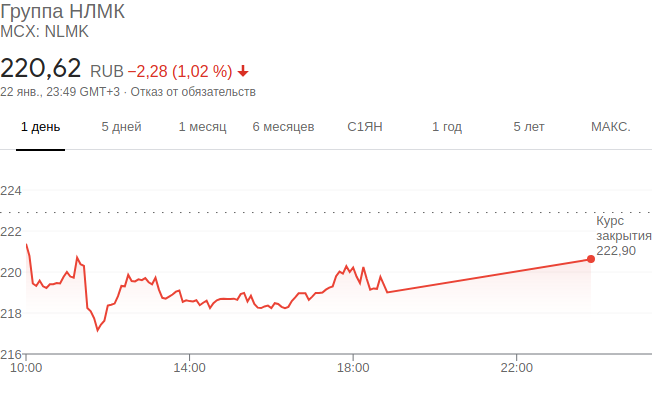 Группа НЛМК
MCX: NLMK
220,62 RUB −2,28 (1,02 %)
22 янв., 23:49 GMT+3 · Отказ от обязательств
1 день 5 дней 1 месяц 6 месяцев С1ЯН 1 год 5 лет МАКС.
224
Курс
222
закрытия
222,90
220
218
216
10:00 14:00 18:00 22:00